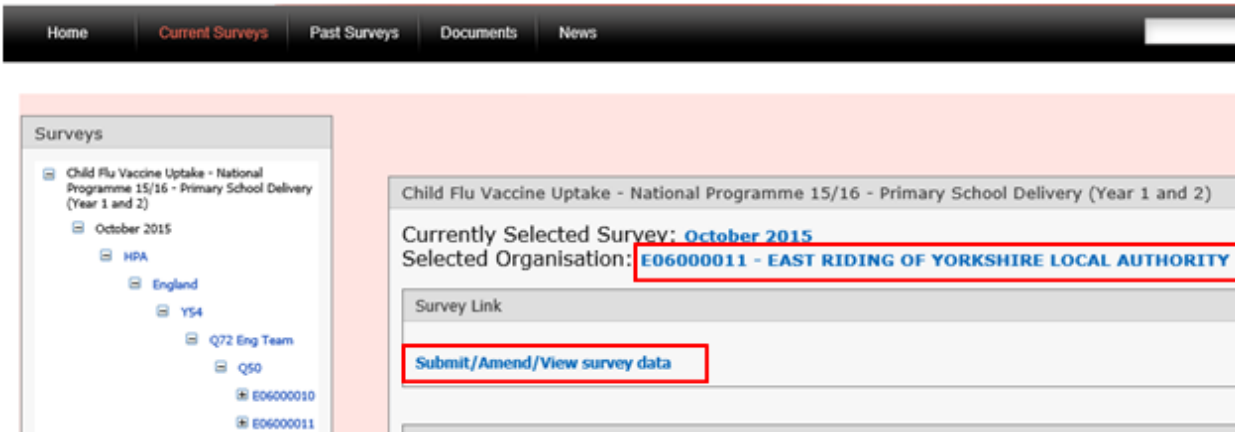 Home Current Surveys Past Surveys Documents News
Surveys
Child Flu Vaccine Uptake - National
Programme 15/16 - Primary School Delivery
(Year 1 and 2)
October 2015
HPA
England
Y54
Q72 Eng Team
Q50
E06000010
E06000011
Child Flu Vaccine Uptake - National Programme 15/16 - Primary School Delivery (Year 1 and 2)
Currently Selected Survey: October 2015
Selected Organisation: E06000011 - EAST RIDING OF YORKSHIRE LOCAL AUTHORITY
Survey Link
Submit/Amend/View survey data